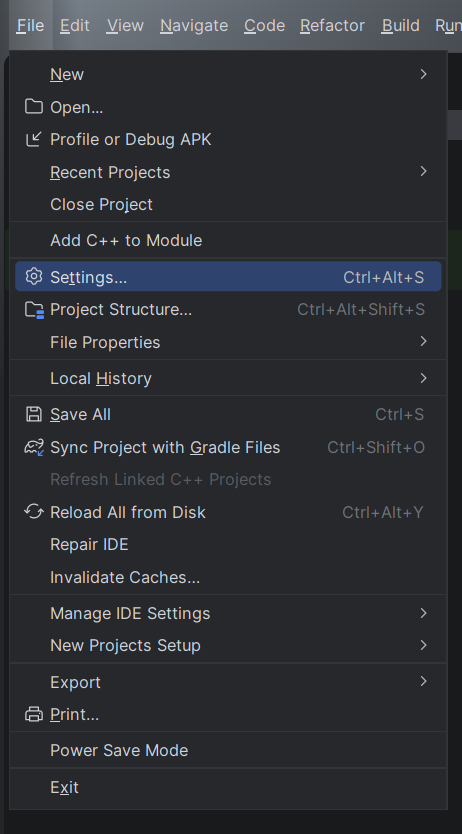 File Edit View Navigate Code Refactor Build Run
New
Open...
Profile or Debug APK
Recent Projects
Close Project
Add C++ to Module
Settings... Ctrl+Alt+S
Project Structure... Ctrl+Alt+Shift+S
File Properties
Local History
Save All Ctrl+S
Sync Project with Gradle Files Ctrl+Shift+O
Refresh Linked C++ Projects
Reload All from Disk Ctrl+Alt+Y
Repair IDE
Invalidate Caches...
Manage IDE Settings
New Projects Setup
Export
Print...
Power Save Mode
Exit